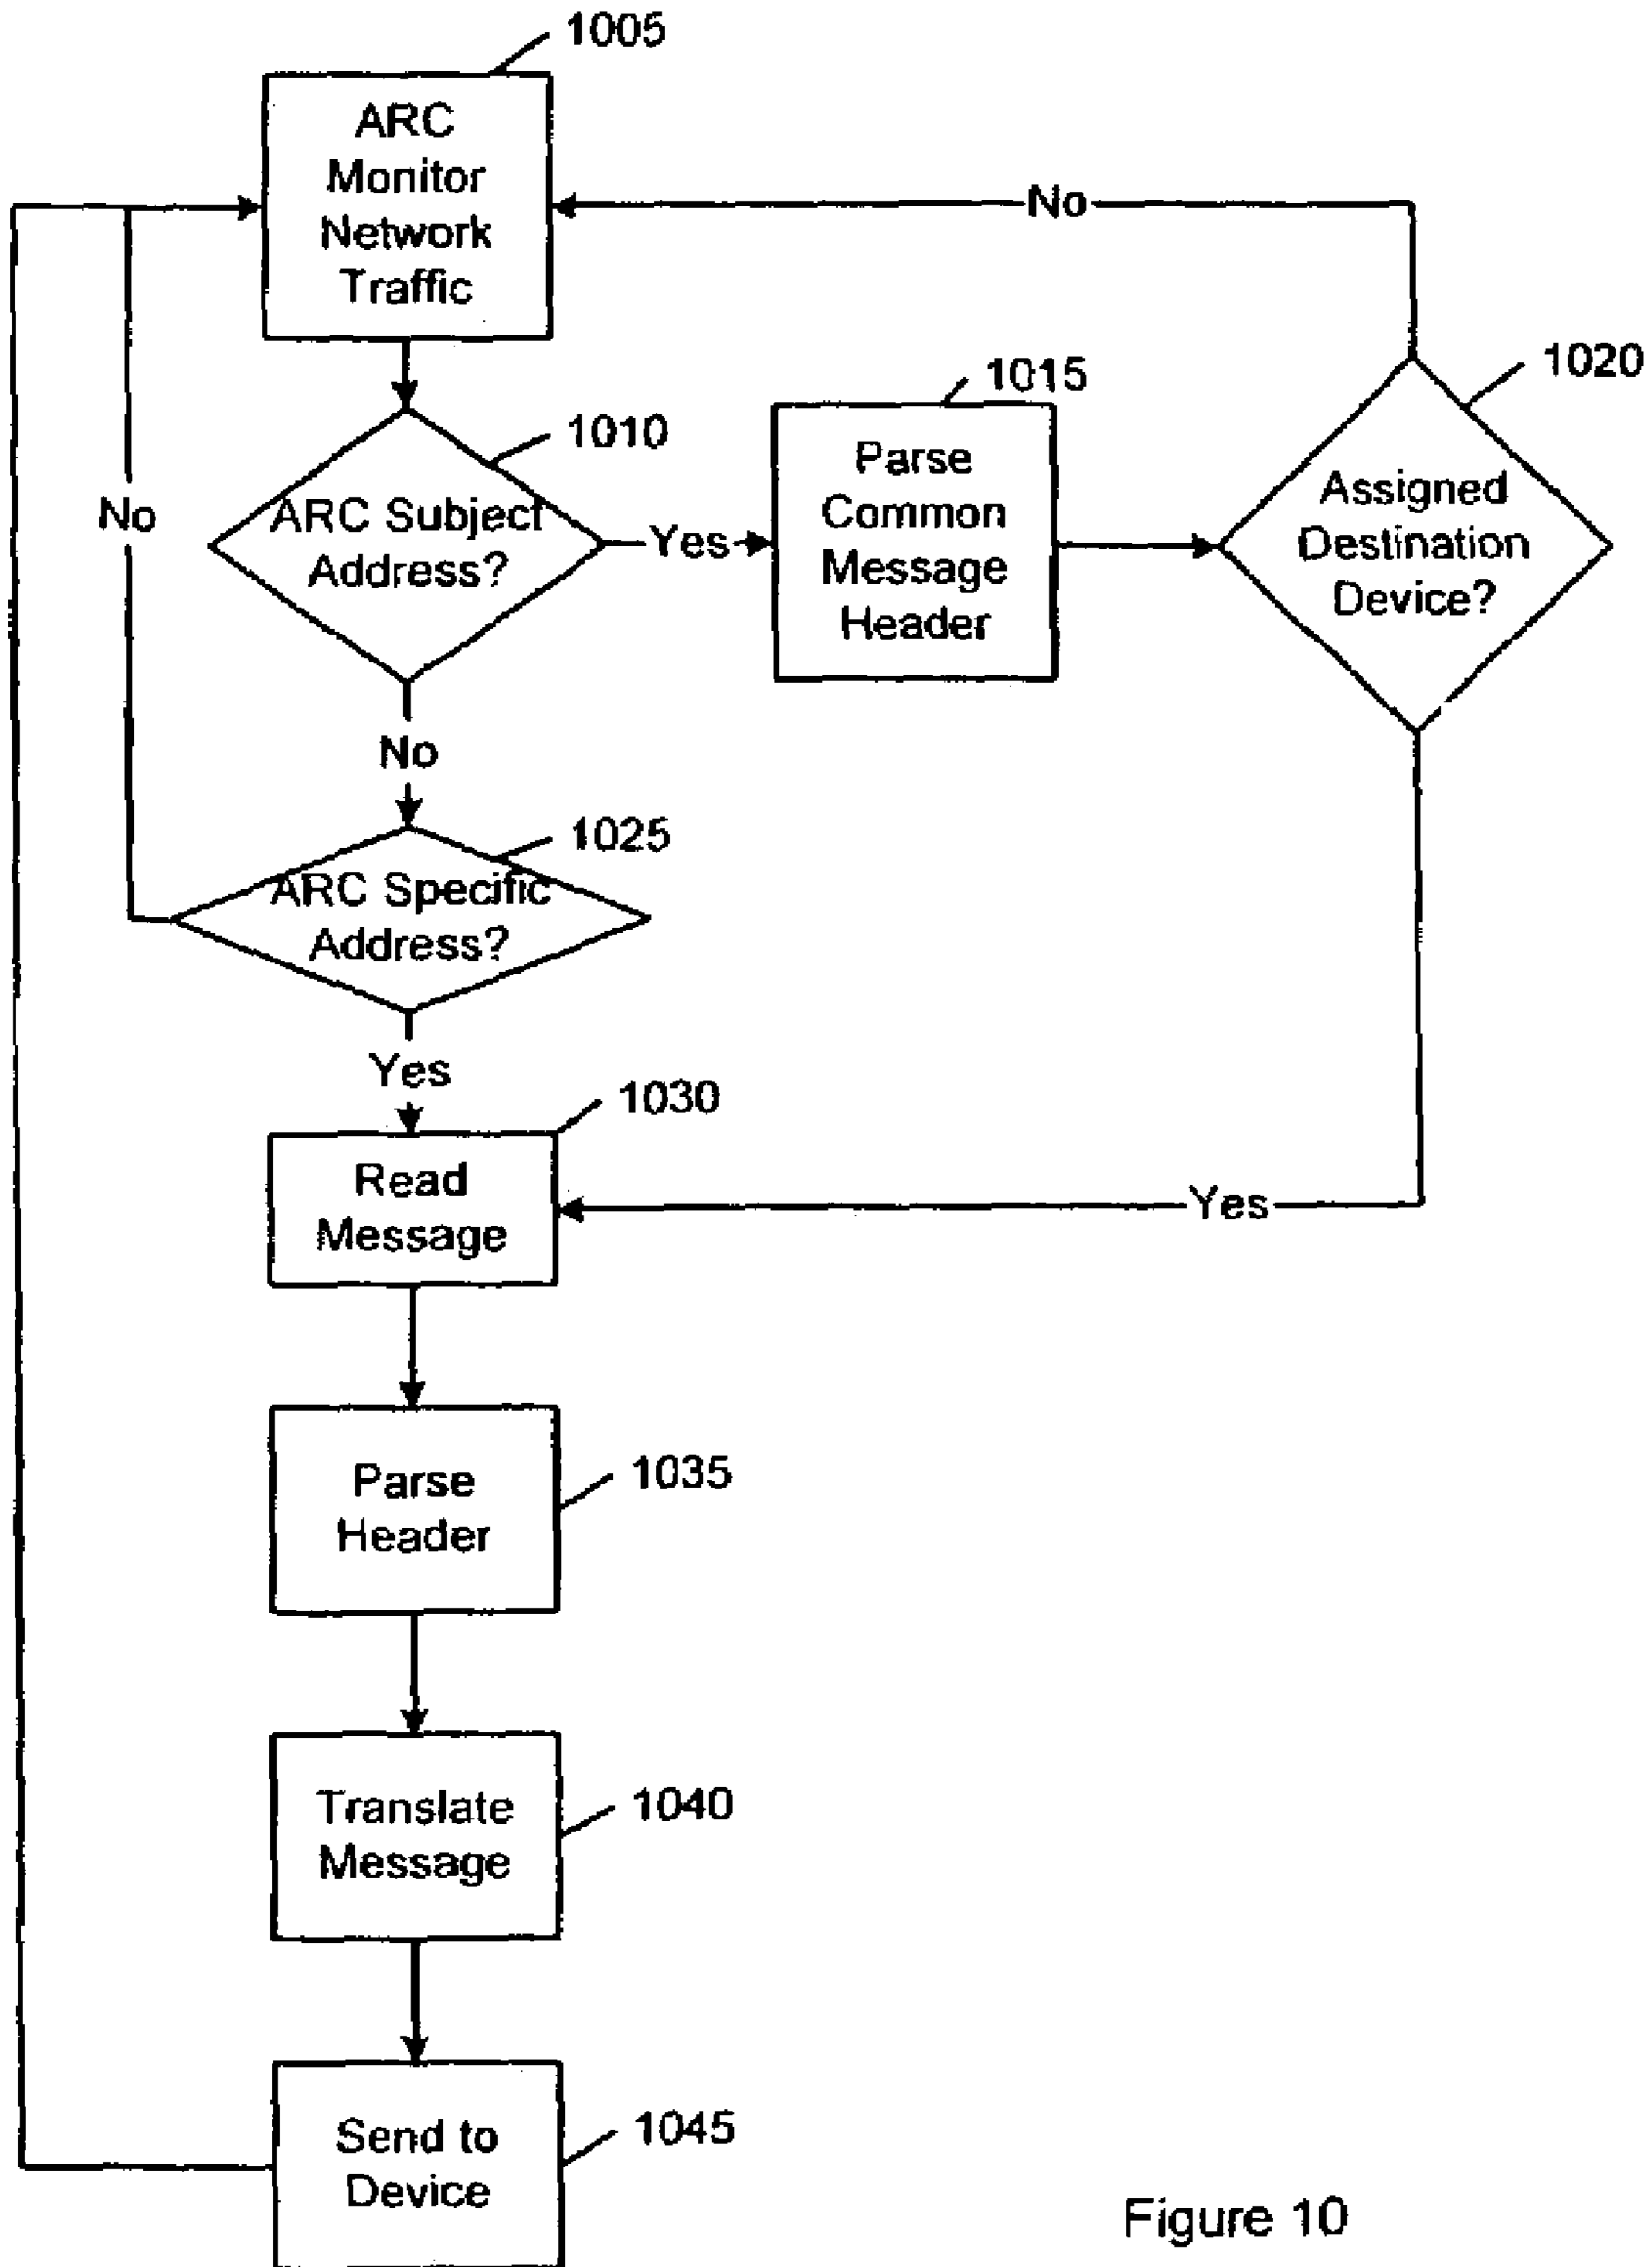 1005
ARC
Monitor
Network
Traffic
No
1010
ARC Subject
Address?
Yes
1015
Parse
Common
Message
Header
1020
Assigned
Destination
Device?
No
No
1025
ARC Specific
Address?
Yes
1030
Read
Message
Yes
1035
Parse
Header
1040
Translate
Message
1045
Send to
Device
Figure 10